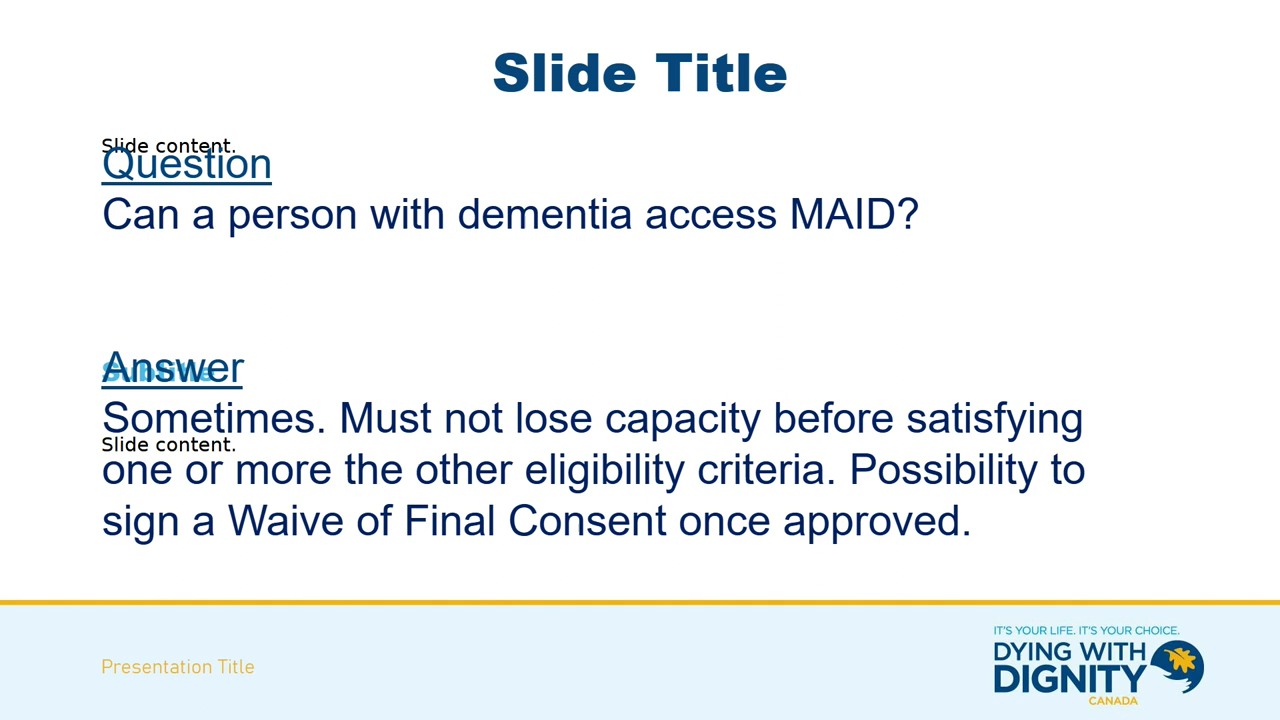 Slide Title
Slide content.
Question
Can a person with dementia access MAID?
Subtitle
Answer
Sometimes. Must not lose capacity before satisfying
Slide content.
one or more the other eligibility criteria. Possibility to
sign a Waive of Final Consent once approved.
Presentation Title
IT'S YOUR LIFE. IT'S YOUR CHOICE.
DYING WITH
DIGNITY
CANADA